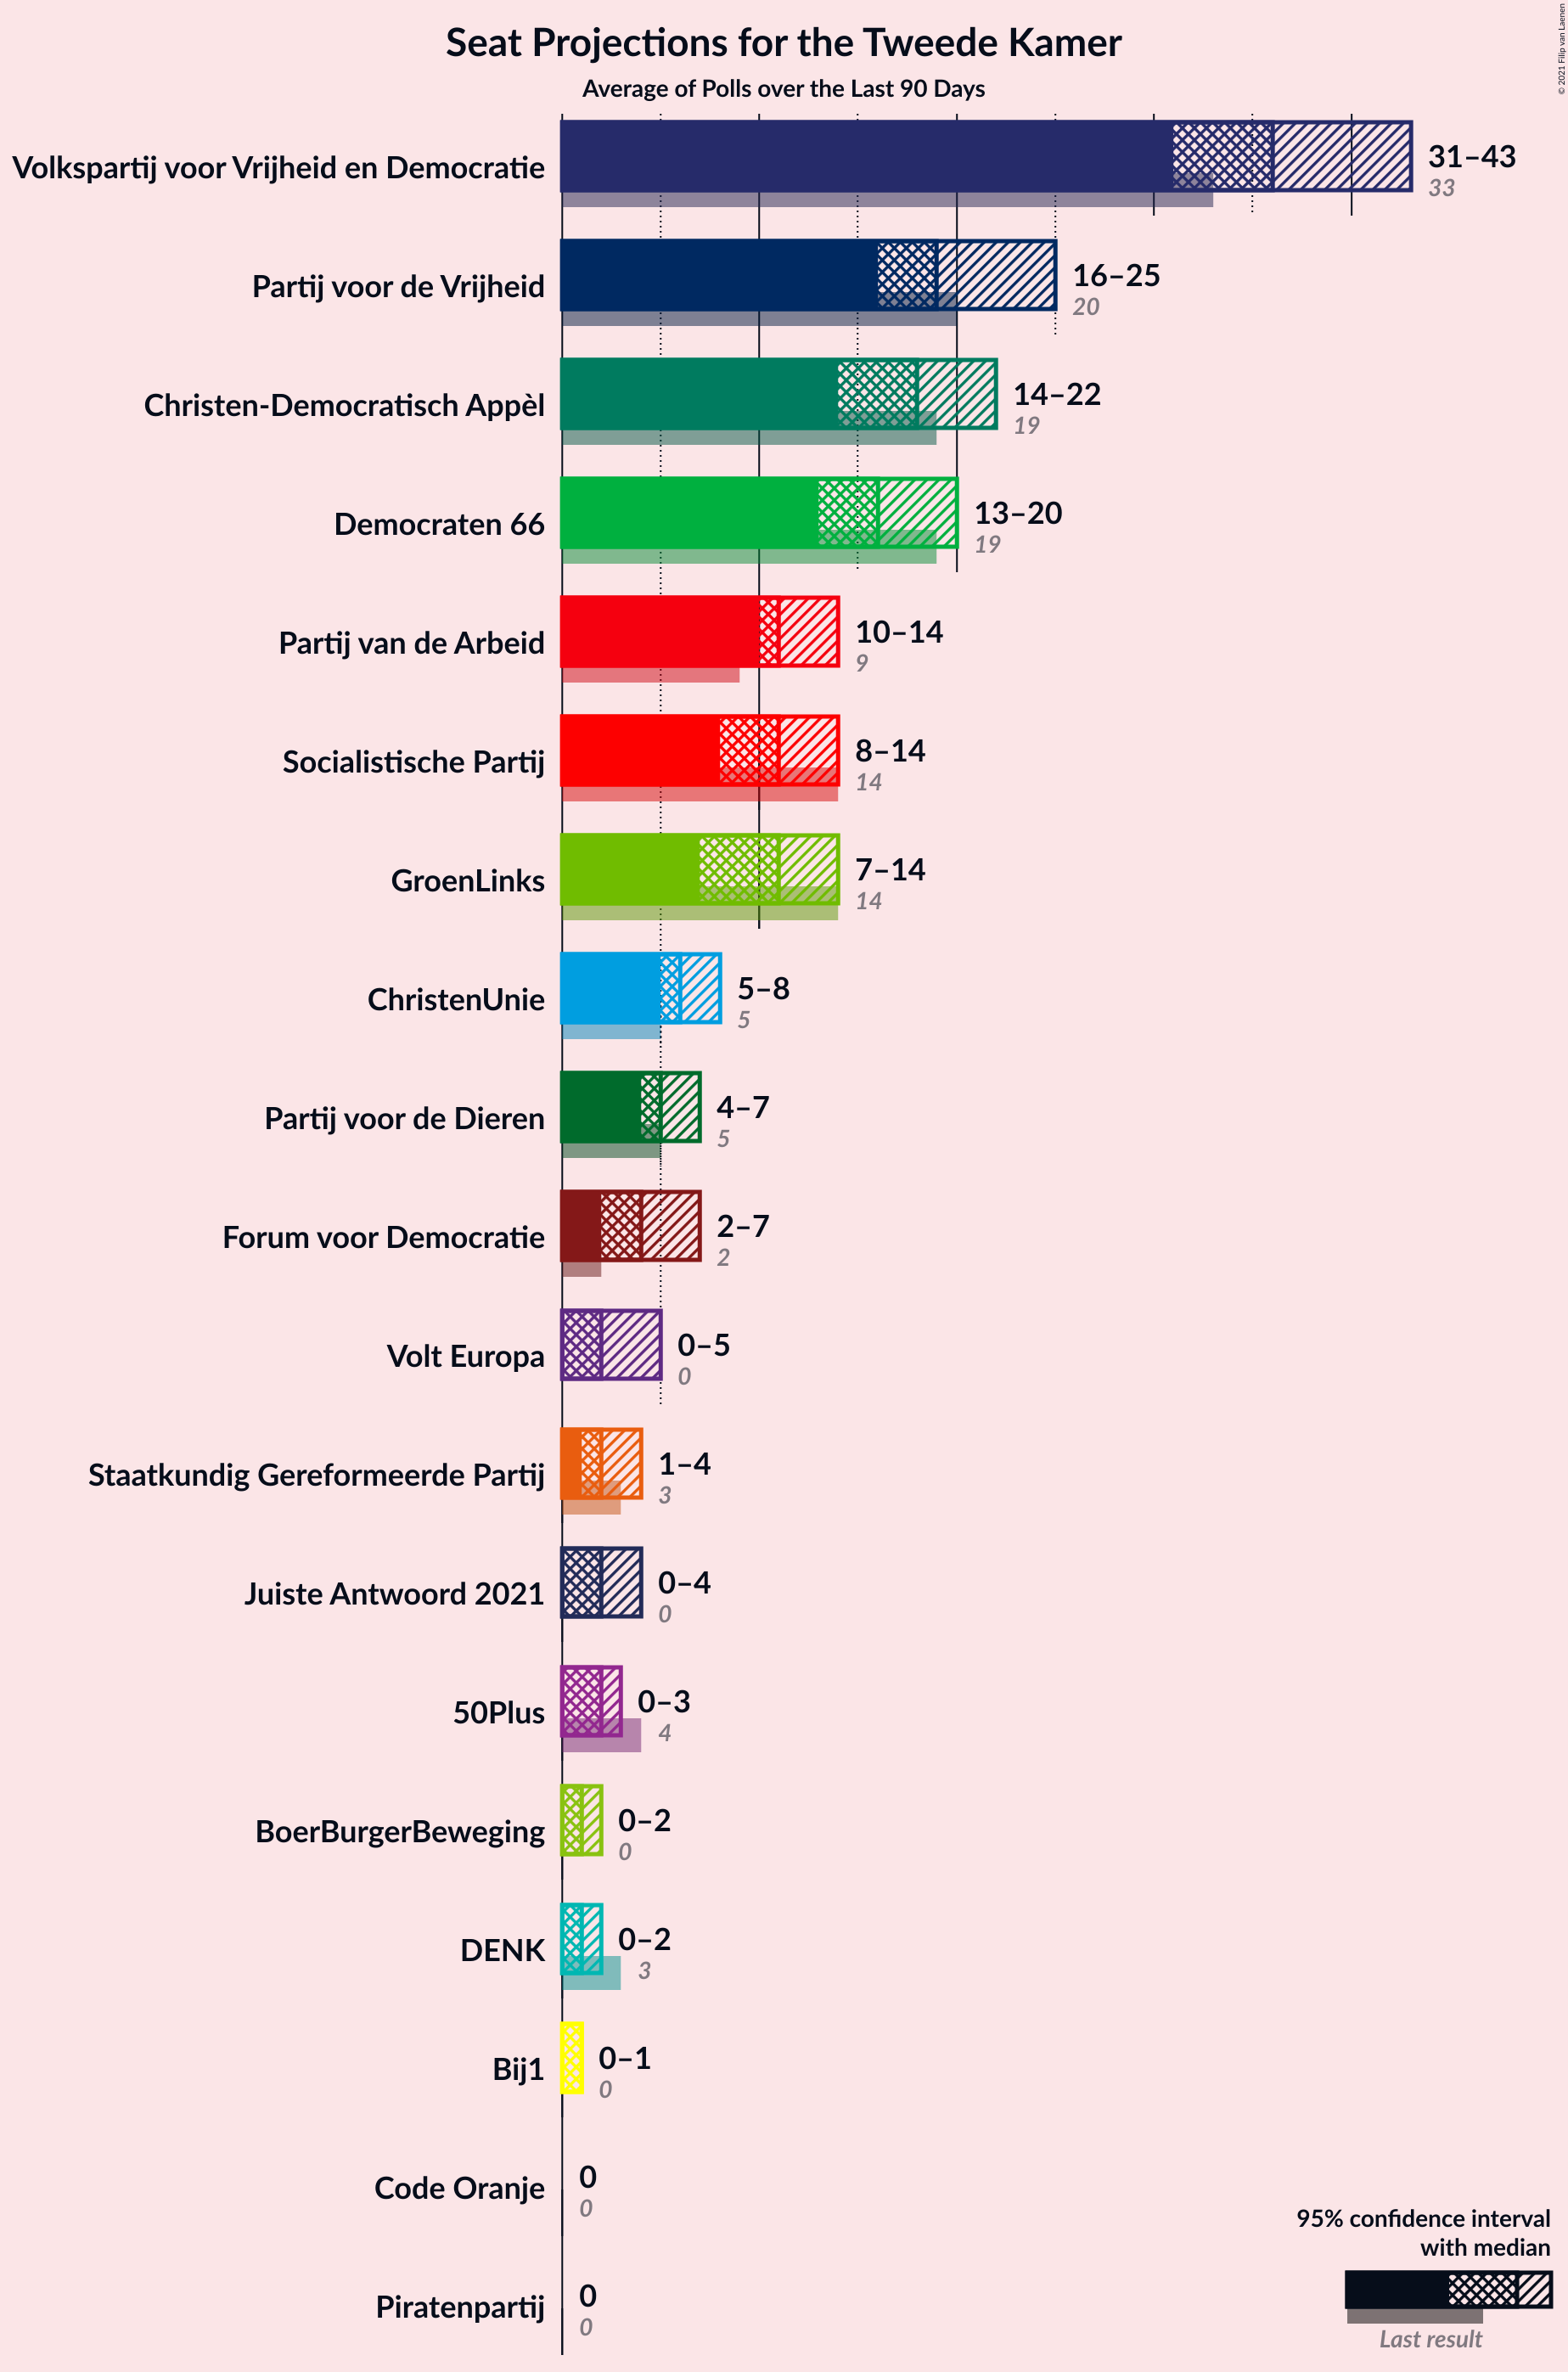 Seat Projections for the Tweede Kamer
Average of Polls over the Last 90 Days
© 2021 Filip van Laenen
Volkspartij voor Vrijheid en Democratie
31–43
33
Partij voor de Vrijheid
16–25
20
Christen-Democratisch Appèl
14–22
19
Democraten 66
13–20
19
Partij van de Arbeid
10–14
9
Socialistische Partij
8–14
14
GroenLinks
7–14
14
ChristenUnie
5–8
5
Partij voor de Dieren
4–7
5
Forum voor Democratie
2–7
2
Volt Europa
0–5
0
Staatkundig Gereformeerde Partij
1–4
3
Juiste Antwoord 2021
0–4
0
50Plus
0–3
4
BoerBurgerBeweging
0–2
0
DENK
0–2
3
Bij1
0–1
0
Code Oranje
0
0
Piratenpartij
0
0
95% confidence interval
with median
Last result